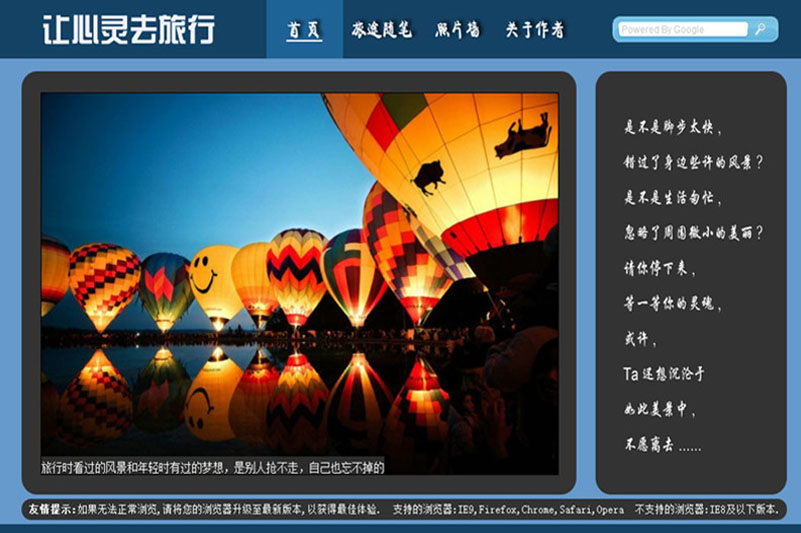 让心灵去旅行
首页 旅途随笔 照片墙 关于作者
Powered By Google
是不是脚步太快，
错过了身边些许的风景？
是不是生活匆忙，
忽略了周围微小的美丽？
请你停下来，
等一等你的灵魂，
或许，
Ta 还想沉沦于
如此美景中，
不愿离去 ......
旅行时看过的风景和年轻时有过的梦想，是别人抢不走，自己也忘不掉的
友情提示:如果无法正常浏览,请将您的浏览器升级至最新版本,以获得最佳体验. 支持的浏览器:IE9,Firefox,Chrome,Safari,Opera 不支持的浏览器:IE8及以下版本.